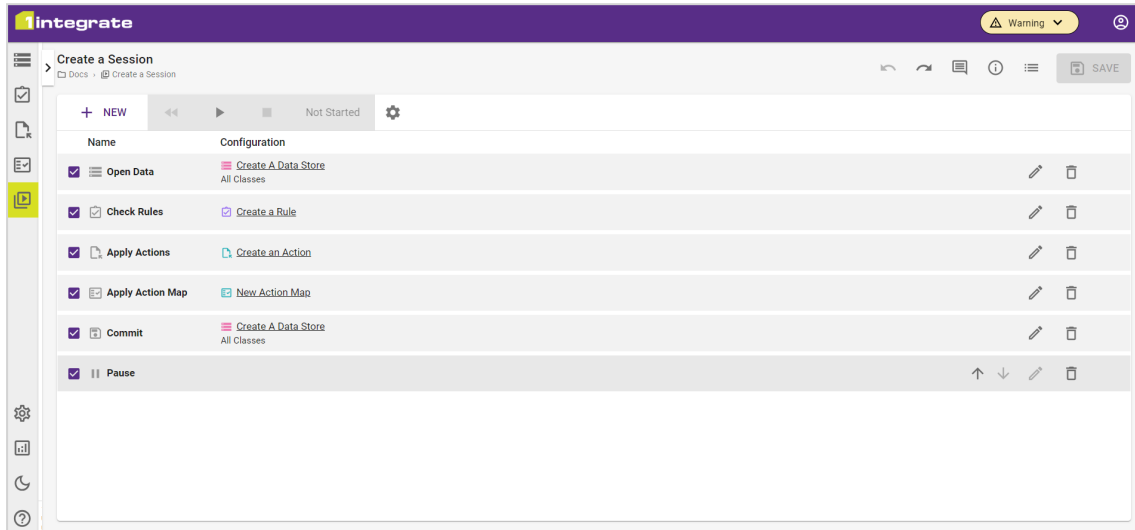 1integrate
Warning
Create a Session
Docs › Create a Session
SAVE
NEW
Not Started
Name Configuration
Open Data Create A Data Store
All Classes
Check Rules Create a Rule
Apply Actions Create an Action
Apply Action Map New Action Map
Commit Create A Data Store
All Classes
Pause